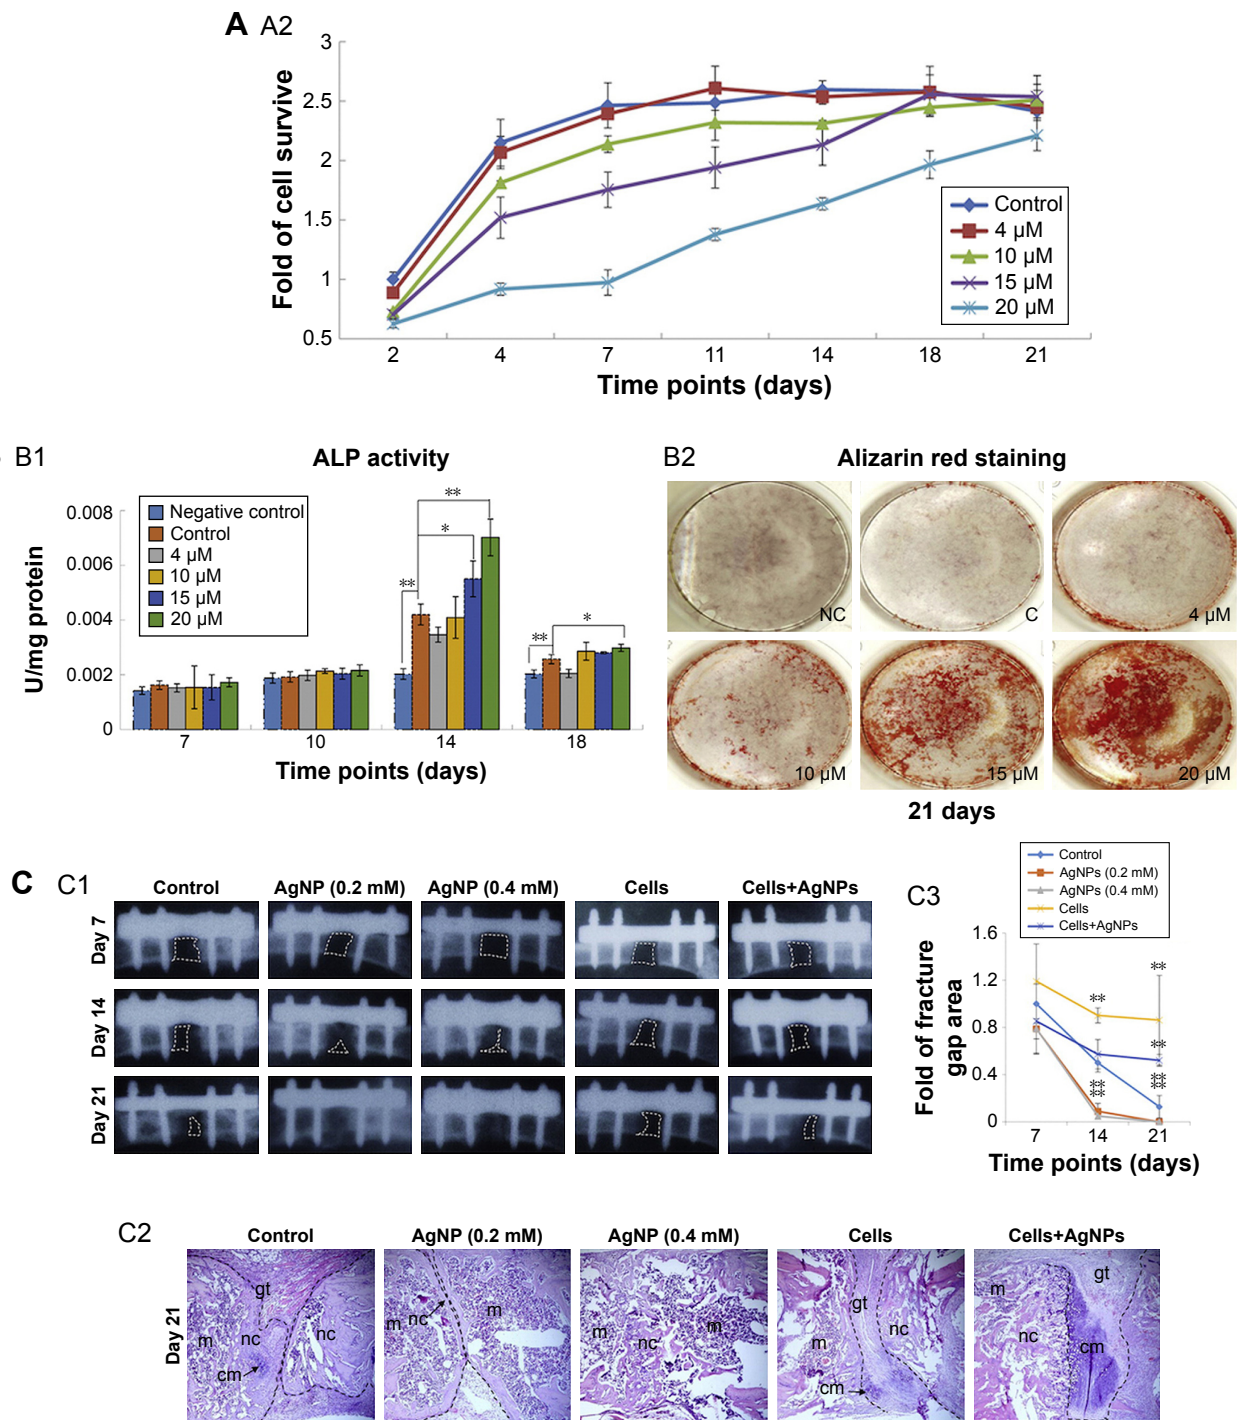 A A2
3
2.5
2
1.5
1
0.5
Fold of cell survive
2 4 7 11 14 18 21
Time points (days)
Control
4 µM
10 µM
15 µM
20 µM
B1 ALP activity
0.008
0.006
0.004
0.002
0
U/mg protein
Negative control
Control
4 µM
10 µM
15 µM
20 µM
** * **
** *
7 10 14 18
Time points (days)
B2 Alizarin red staining
NC C 4 µM
10 µM 15 µM 20 µM
21 days
C C1
Control AgNP (0.2 mM) AgNP (0.4 mM) Cells Cells+AgNPs
Day 7
Day 14
Day 21
C3
Control
AgNPs (0.2 mM)
AgNPs (0.4 mM)
Cells
Cells+AgNPs
1.6
1.2
0.8
0.4
0
Fold of fracture
gap area
** **
**
** **
** **
7 14 21
Time points (days)
C2
Control AgNP (0.2 mM) AgNP (0.4 mM) Cells Cells+AgNPs
Day 21
gt m nc nc cm
m nc m
m nc m
gt m nc cm
m gt nc cm